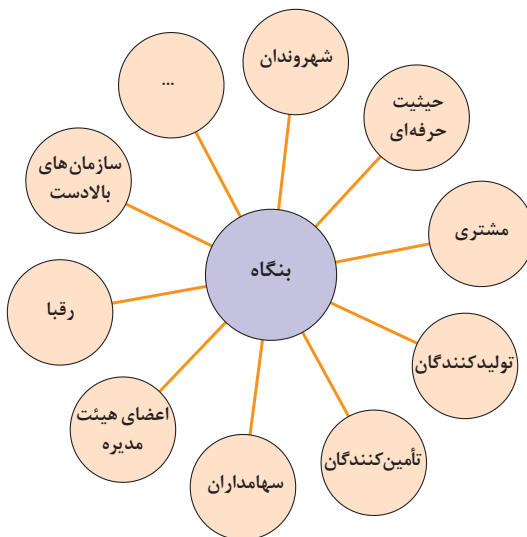 شهروندان
...
حیثیت
حرفه‌ای
سازمان‌های
بالادست
مشتری
بنگاه
رقبا
تولیدکنندگان
اعضای هیئت
مدیره
تأمین‌کنندگان
سهامداران